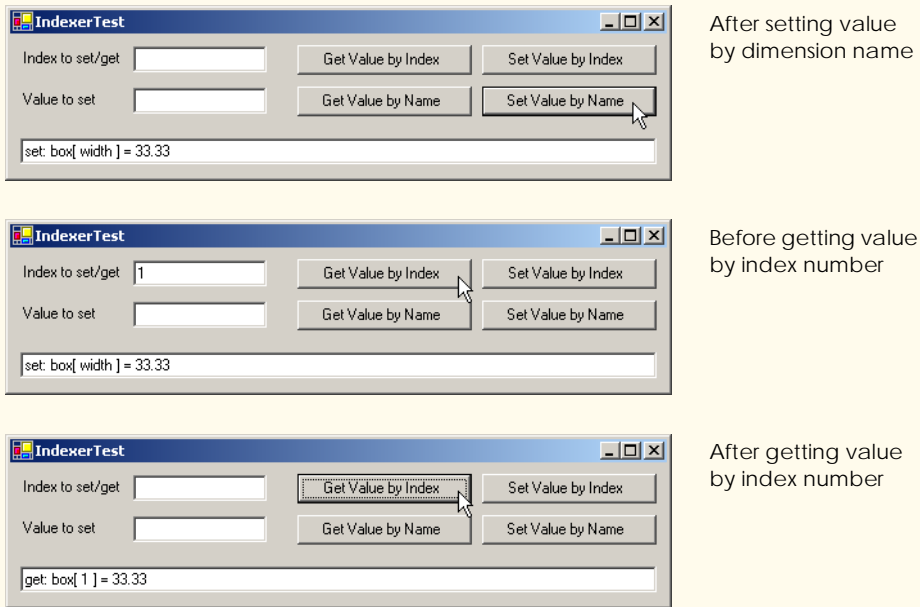 IndexerTest
Index to set/get
Get Value by Index
Set Value by Index
Value to set
Get Value by Name
Set Value by Name
set: box[ width ] = 33.33
After setting value
by dimension name
IndexerTest
Index to set/get
1
Get Value by Index
Set Value by Index
Value to set
Get Value by Name
Set Value by Name
set: box[ width ] = 33.33
Before getting value
by index number
IndexerTest
Index to set/get
Get Value by Index
Set Value by Index
Value to set
Get Value by Name
Set Value by Name
get: box[ 1 ] = 33.33
After getting value
by index number